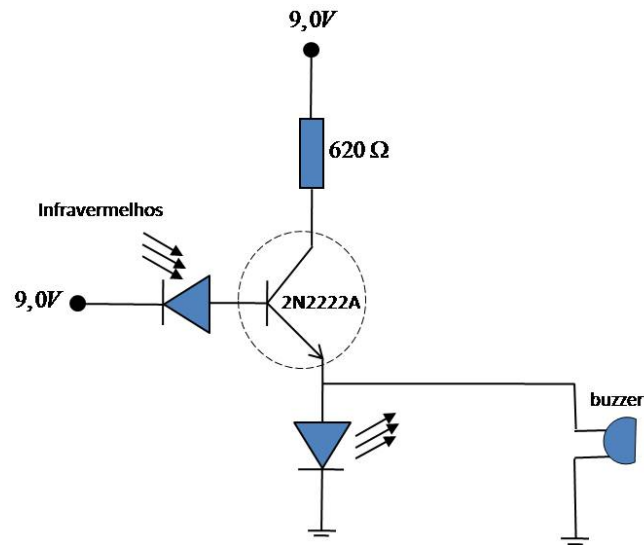 9,0V
620 Ω
Infravermelhos
9,0V
2N2222A
buzzer